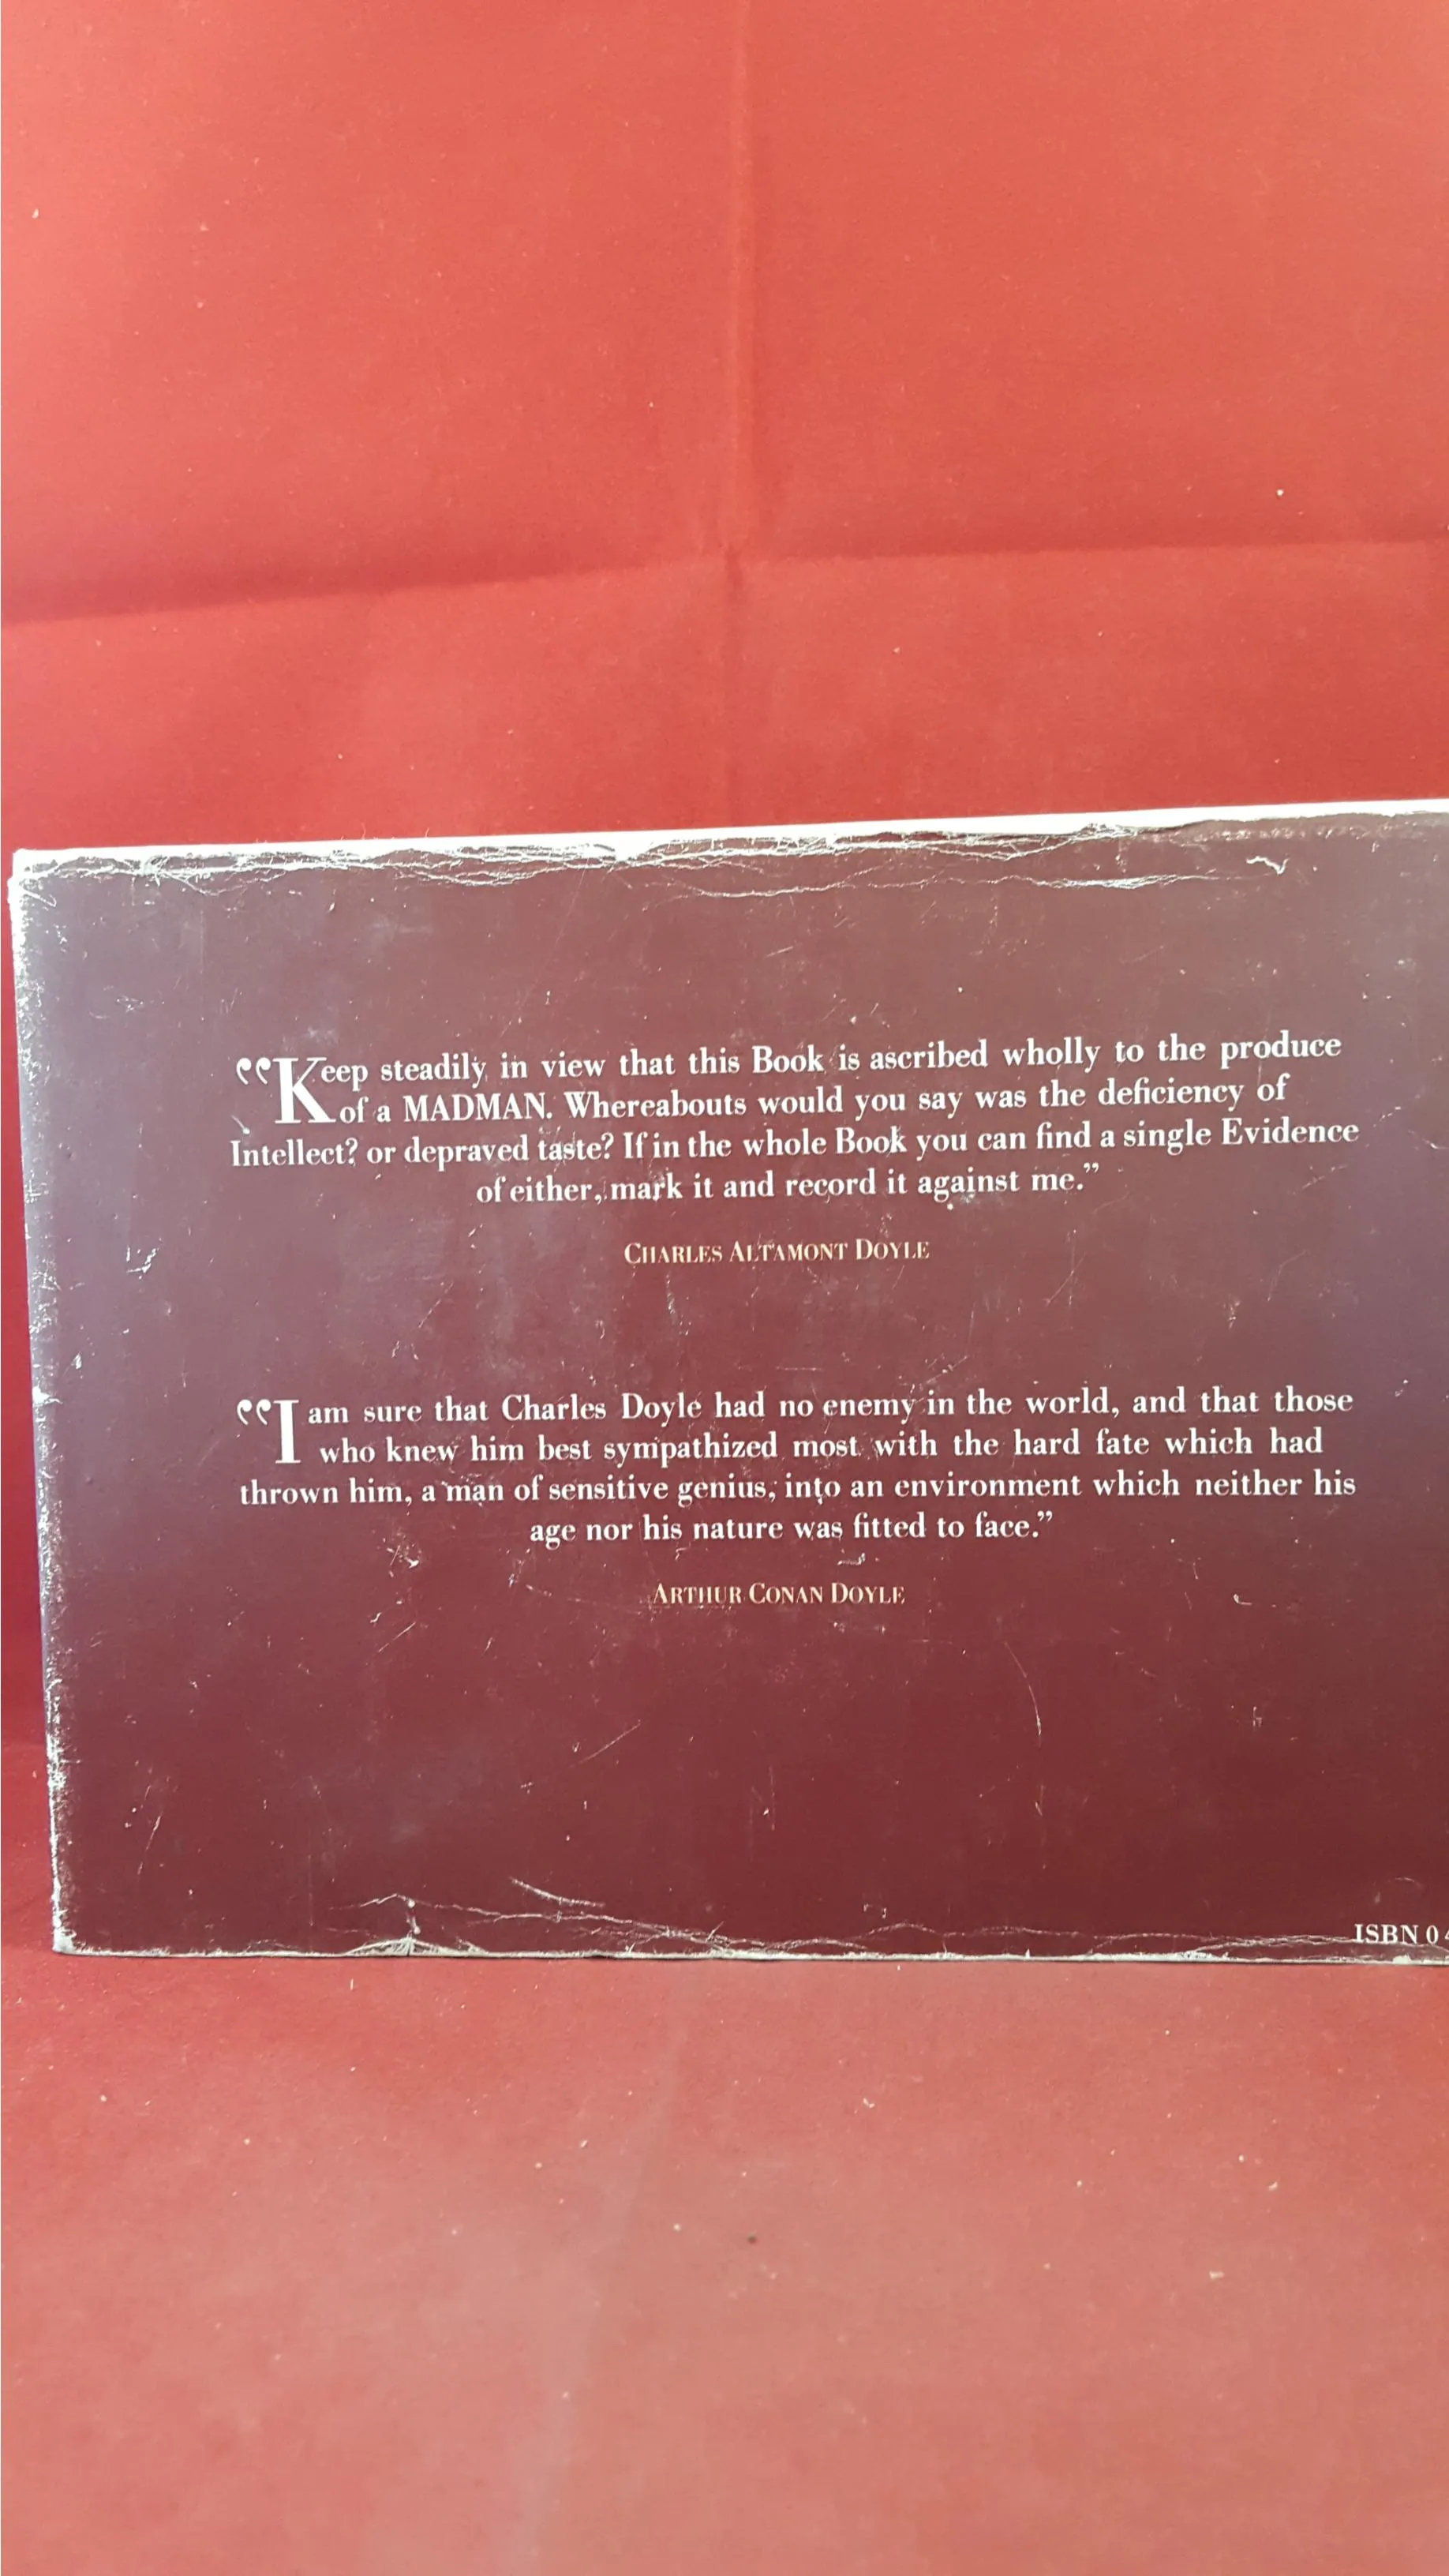 “Keep steadily in view that this Book is ascribed wholly to the produce
of a MADMAN. Whereabouts would you say was the deficiency of
Intellect? or depraved taste? If in the whole Book you can find a single Evidence
of either, mark it and record it against me.”
CHARLES ALTAMONT DOYLE
“I am sure that Charles Doyle had no enemy in the world, and that those
who knew him best sympathized most with the hard fate which had
thrown him, a man of sensitive genius, into an environment which neither his
age nor his nature was fitted to face.”
ARTHUR CONAN DOYLE
ISBN 0